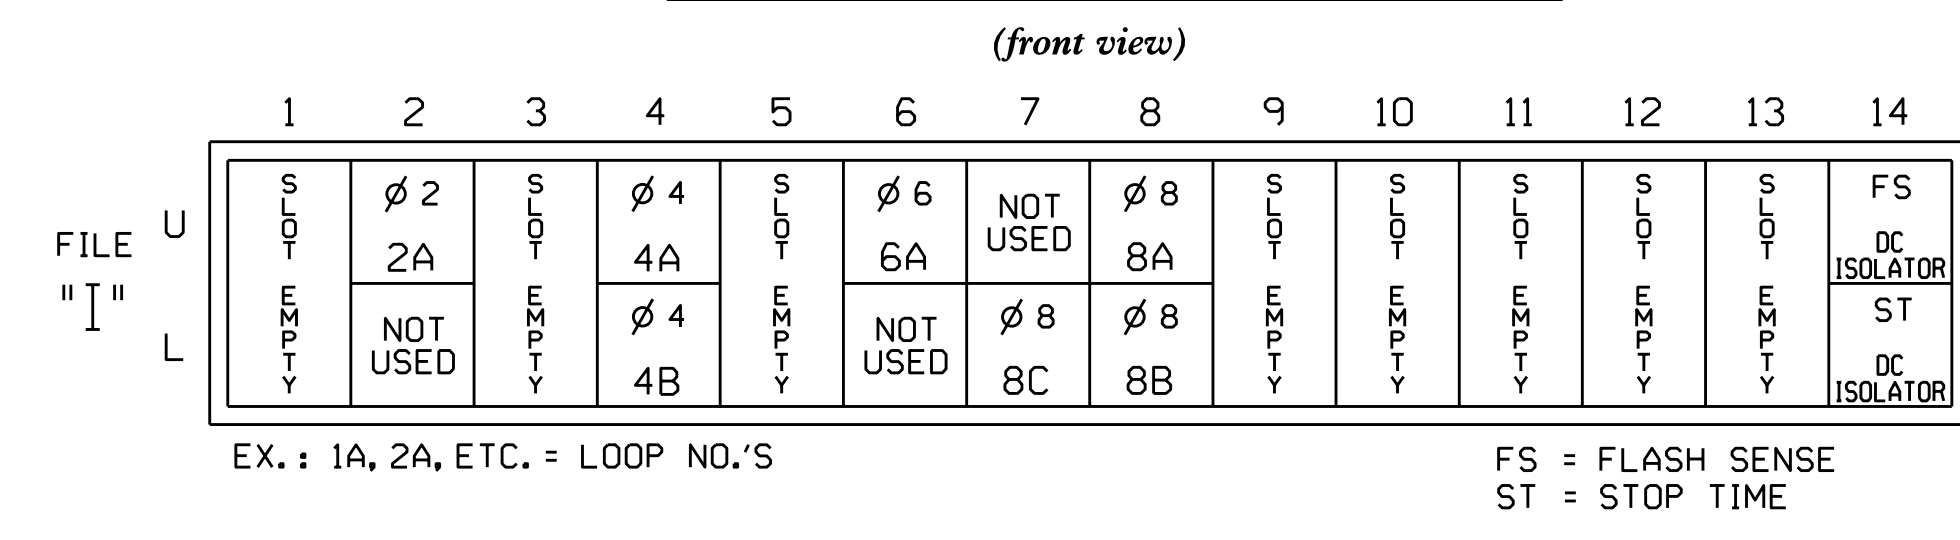 (front view)
1 2 3 4 5 6 7 8 9 10 11 12 13 14
FILE
"I"
U
L
SLOT EMPTY
Ø 2
2A
NOT
USED
SLOT EMPTY
Ø 4
4A
Ø 4
4B
SLOT EMPTY
Ø 6
6A
NOT
USED
NOT
USED
Ø 8
8C
Ø 8
8A
Ø 8
8B
SLOT EMPTY
SLOT EMPTY
SLOT EMPTY
SLOT EMPTY
SLOT EMPTY
FS
DC
ISOLATOR
ST
DC
ISOLATOR
EX.: 1A, 2A, ETC. = LOOP NO.'S
FS = FLASH SENSE
ST = STOP TIME